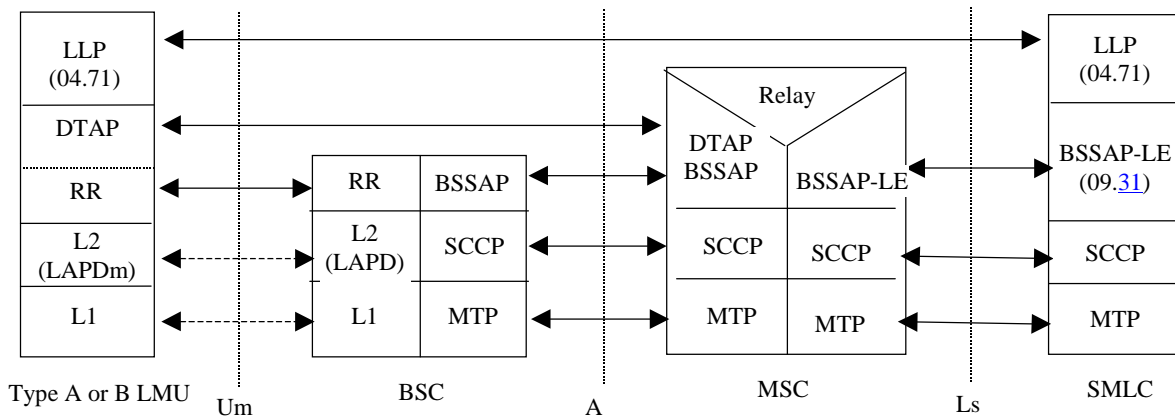 LLP
(04.71)
DTAP
RR
L2
(LAPDm)
L1
Type A or B LMU
Um
RR
BSSAP
L2
(LAPD)
SCCP
L1
MTP
BSC
A
Relay
DTAP
BSSAP
BSSAP-LE
SCCP
SCCP
MTP
MTP
MSC
Ls
LLP
(04.71)
BSSAP-LE
(09.31)
SCCP
MTP
SMLC